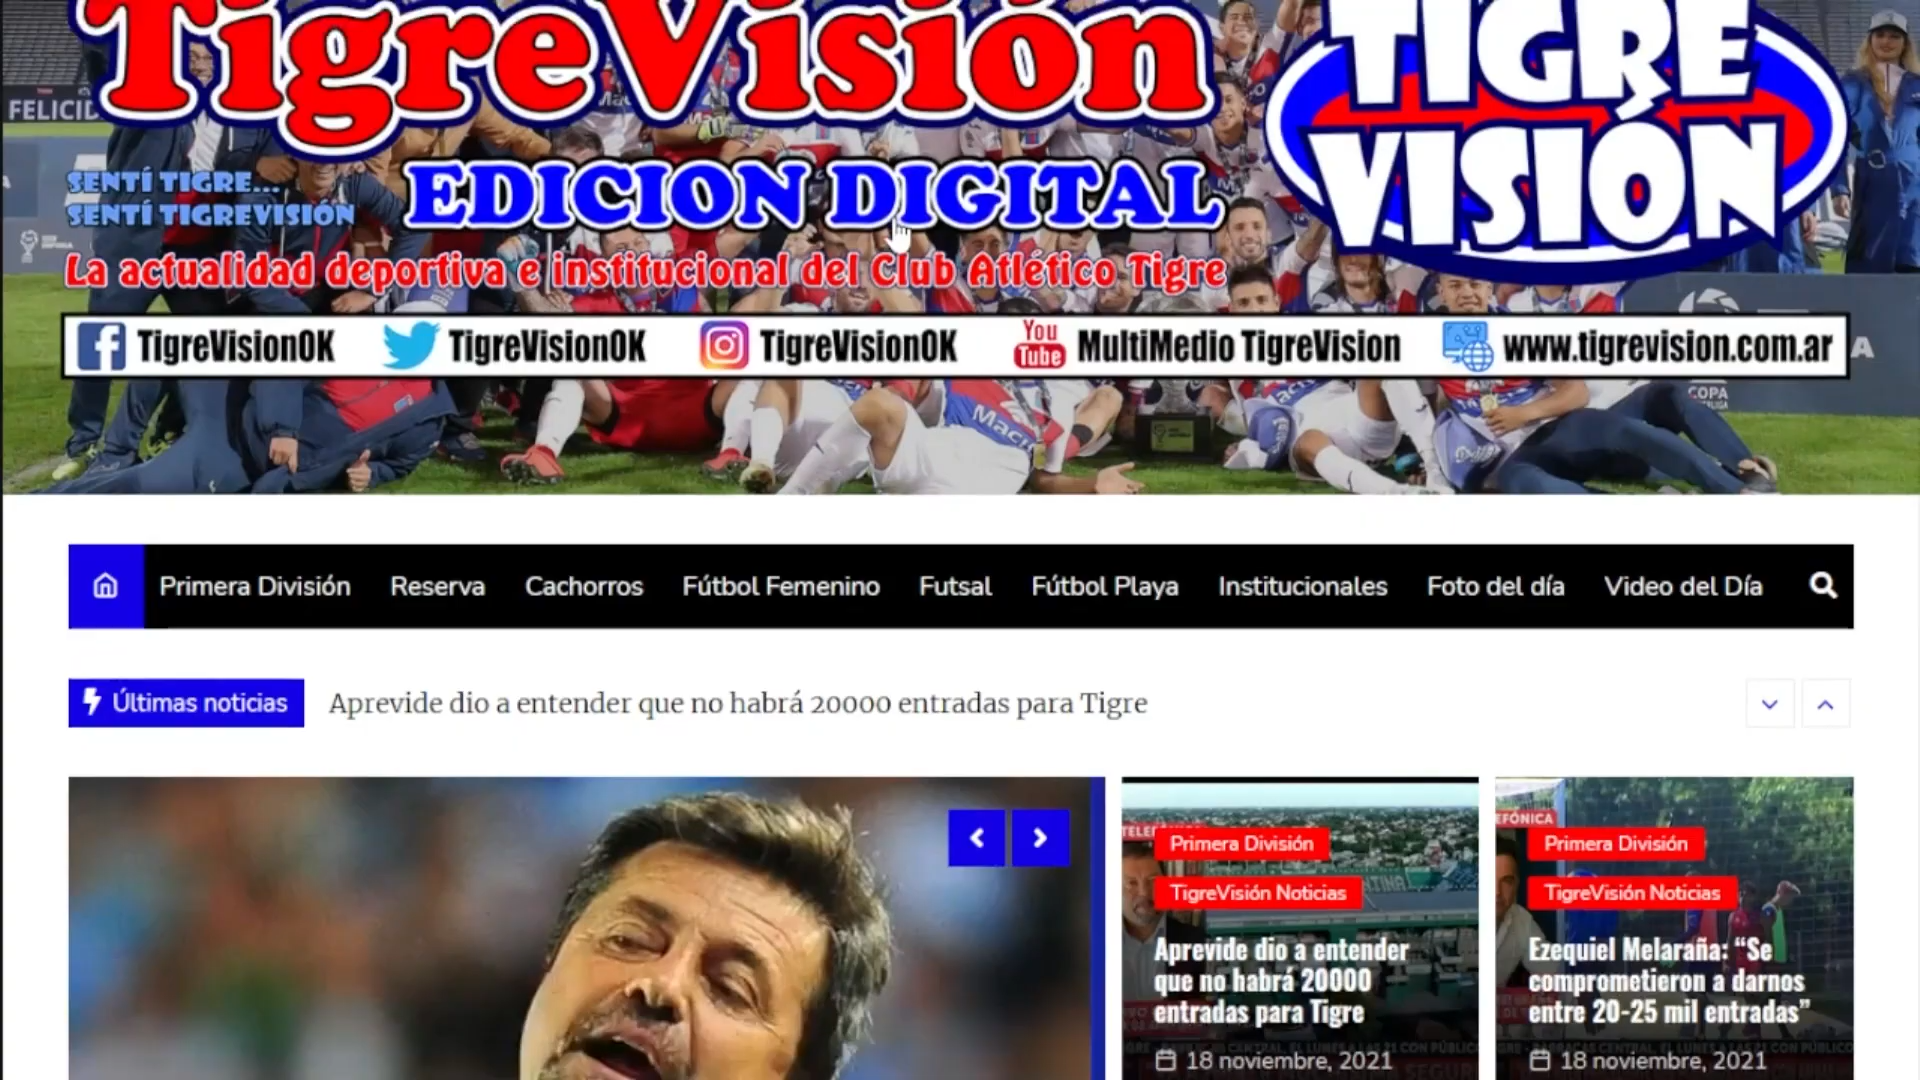 TigreVisión
TIGRE
VISIÓN
FELICID
SENTÍ TIGRE...
SENTÍ TIGREVISIÓN
EDICION DIGITAL
La actualidad deportiva e institucional del Club Atlético Tigre
TigreVisionOK
TigreVisionOK
TigreVisionOK
You
Tube
MultiMedio TigreVision
www.tigrevision.com.ar
COPA
Primera División
Reserva
Cachorros
Fútbol Femenino
Futsal
Fútbol Playa
Institucionales
Foto del día
Video del Día
Últimas noticias
Aprevide dio a entender que no habrá 20000 entradas para Tigre
Primera División
TigreVisión Noticias
Aprevide dio a entender
que no habrá 20000
entradas para Tigre
18 noviembre, 2021
EFÓNICA
Primera División
TigreVisión Noticias
Ezequiel Melaraña: “Se
comprometieron a darnos
entre 20-25 mil entradas”
18 noviembre, 2021